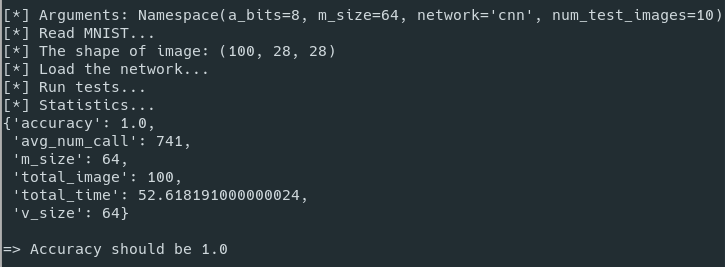 [*] Arguments: Namespace(a_bits=8, m_size=64, network='cnn', num_test_images=10)
[*] Read MNIST...
[*] The shape of image: (100, 28, 28)
[*] Load the network...
[*] Run tests...
[*] Statistics...
{'accuracy': 1.0,
 'avg_num_call': 741,
 'm_size': 64,
 'total_image': 100,
 'total_time': 52.618191000000024,
 'v_size': 64}

=> Accuracy should be 1.0